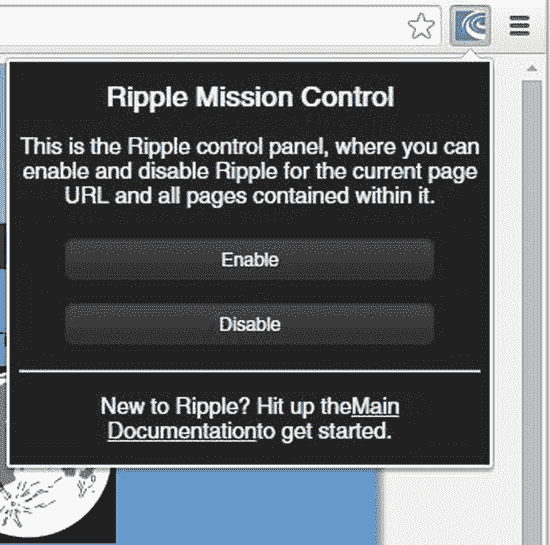 Ripple Mission Control
This is the Ripple control panel, where you can
enable and disable Ripple for the current page
URL and all pages contained within it.
Enable
Disable
New to Ripple? Hit up theMain
Documentationto get started.